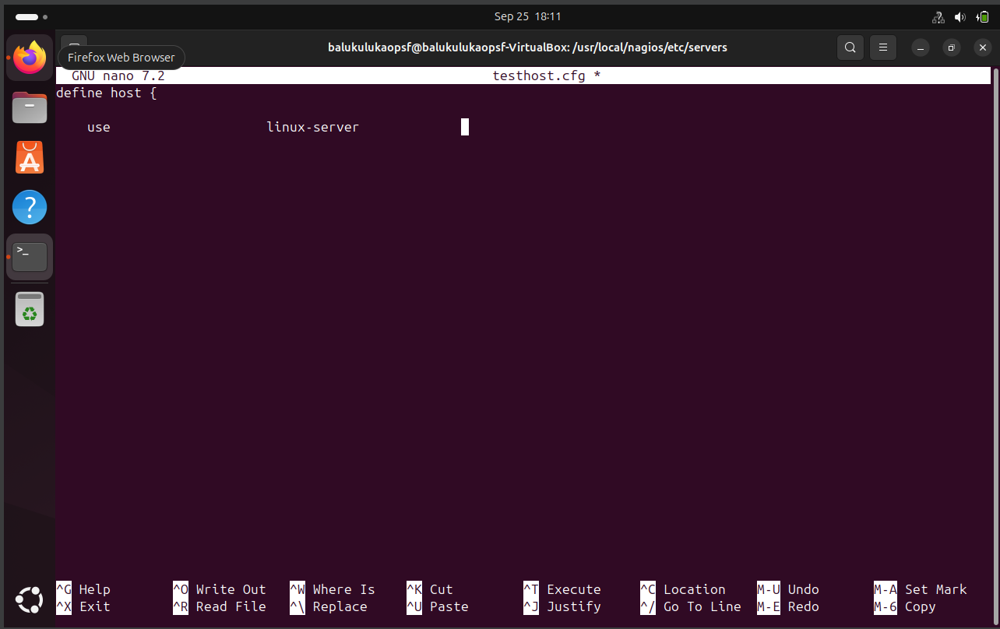 Sep 25 18:11
balukulukaopsf@balukulukaopsf-VirtualBox: /usr/local/nagios/etc/servers
Firefox Web Browser
GNU nano 7.2 testhost.cfg *
define host {
use linux-server
^G Help ^O Write Out ^W Where Is ^K Cut ^T Execute ^C Location M-U Undo M-A Set Mark
^X Exit ^R Read File ^\ Replace ^U Paste ^J Justify ^/ Go To Line M-E Redo M-6 Copy